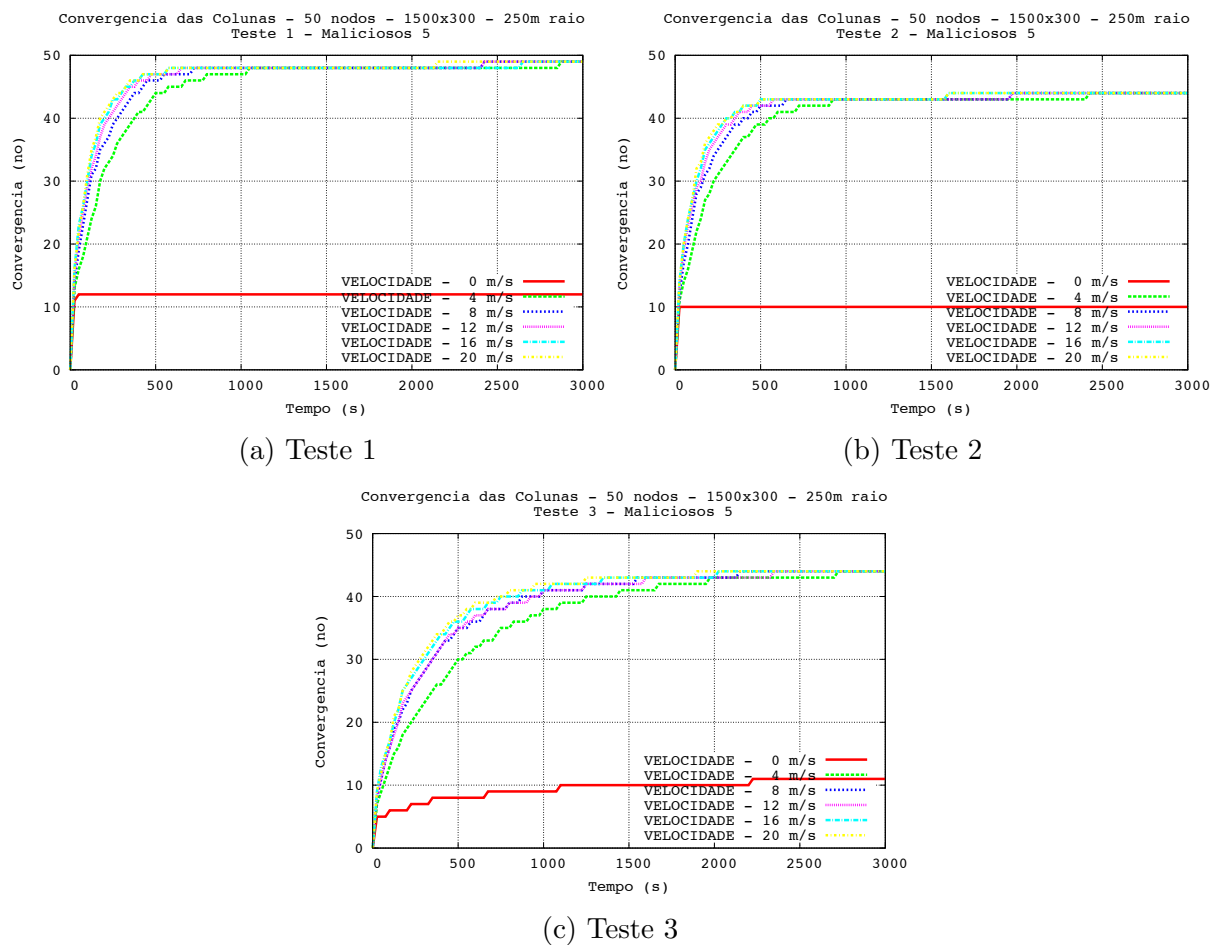 Convergencia das Colunas - 50 nodos - 1500x300 - 250m raio
Teste 1 - Maliciosos 5
50
40
30
20
10
0
Convergencia (no)
VELOCIDADE - 0 m/s
VELOCIDADE - 4 m/s
VELOCIDADE - 8 m/s
VELOCIDADE - 12 m/s
VELOCIDADE - 16 m/s
VELOCIDADE - 20 m/s
0 500 1000 1500 2000 2500 3000
Tempo (s)
(a) Teste 1
Convergencia das Colunas - 50 nodos - 1500x300 - 250m raio
Teste 2 - Maliciosos 5
50
40
30
20
10
0
Convergencia (no)
VELOCIDADE - 0 m/s
VELOCIDADE - 4 m/s
VELOCIDADE - 8 m/s
VELOCIDADE - 12 m/s
VELOCIDADE - 16 m/s
VELOCIDADE - 20 m/s
0 500 1000 1500 2000 2500 3000
Tempo (s)
(b) Teste 2
Convergencia das Colunas - 50 nodos - 1500x300 - 250m raio
Teste 3 - Maliciosos 5
50
40
30
20
10
0
Convergencia (no)
VELOCIDADE - 0 m/s
VELOCIDADE - 4 m/s
VELOCIDADE - 8 m/s
VELOCIDADE - 12 m/s
VELOCIDADE - 16 m/s
VELOCIDADE - 20 m/s
0 500 1000 1500 2000 2500 3000
Tempo (s)
(c) Teste 3